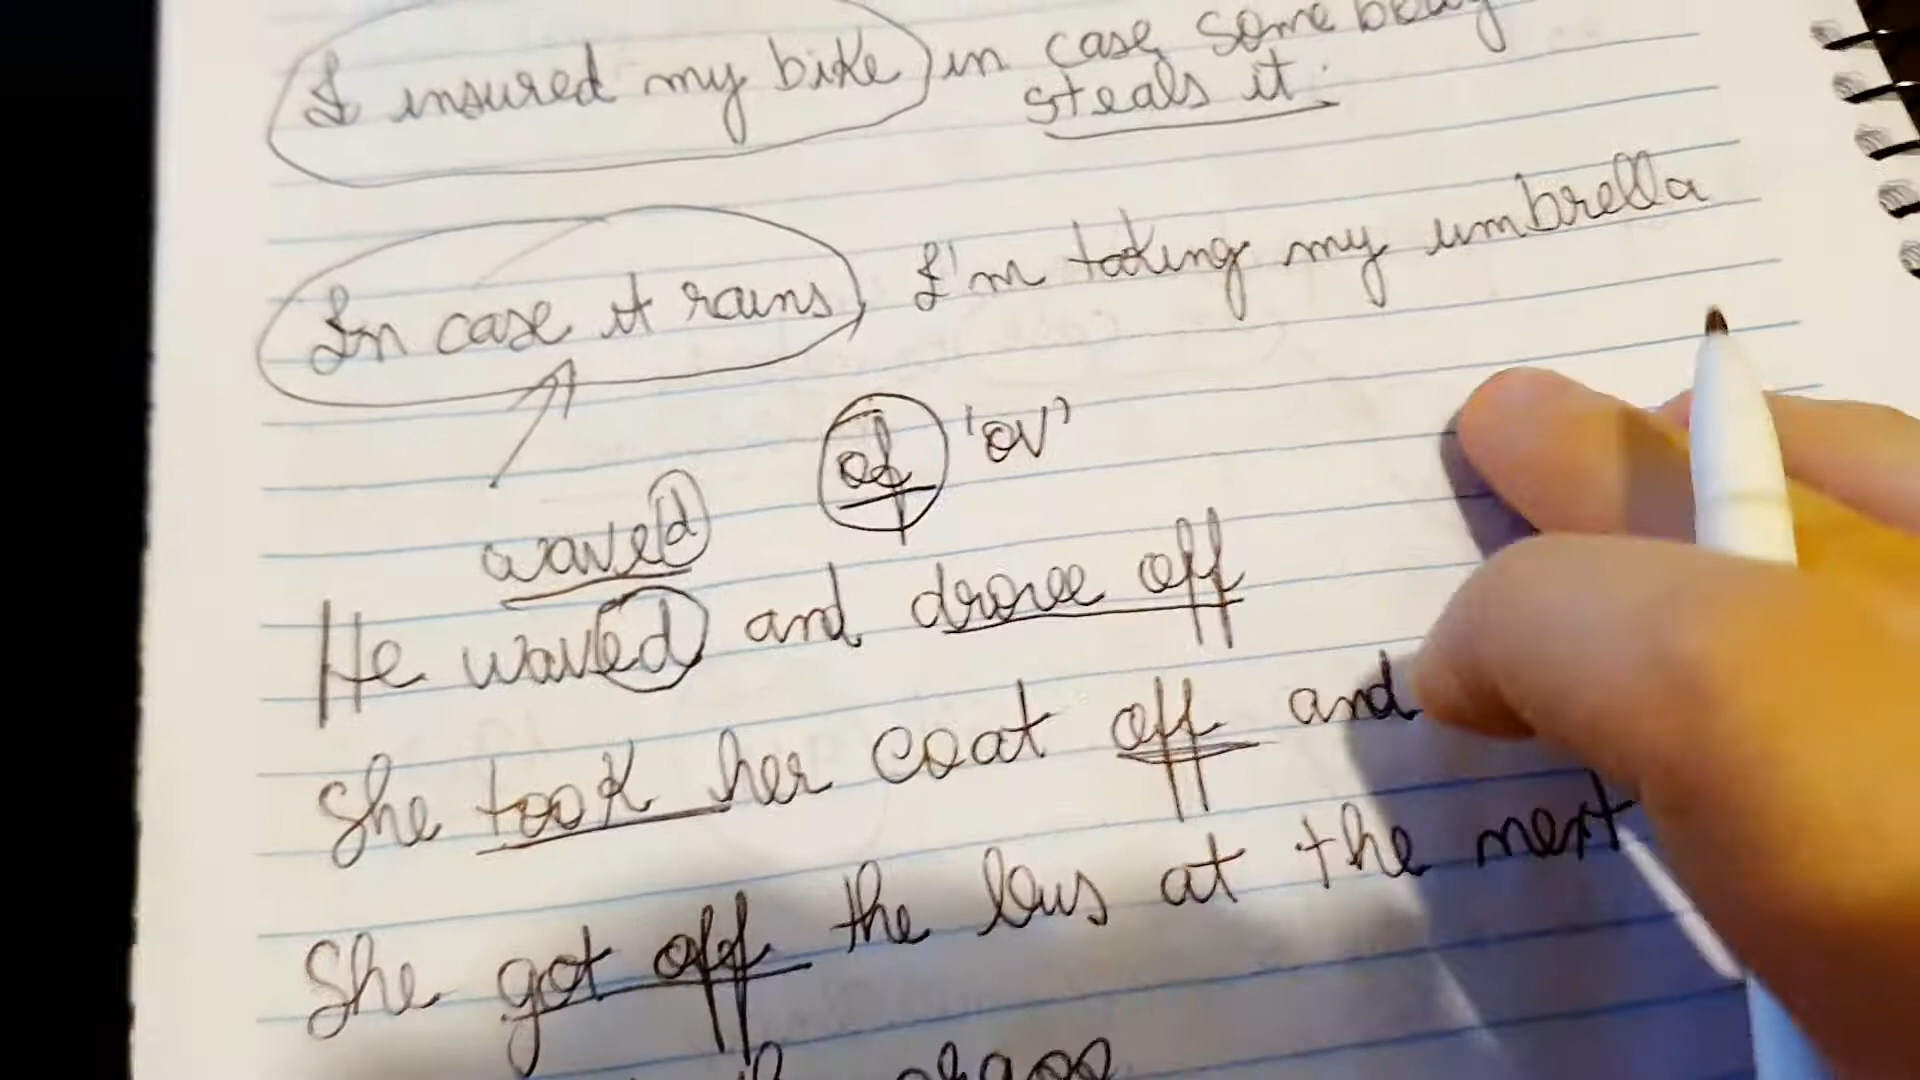 I insured my bike in case somebody
steals it.
In case it rains, I'm taking my umbrella
of 'ov'
waved
He waved and drove off
She took her coat off and
She got off the bus at the next
grass